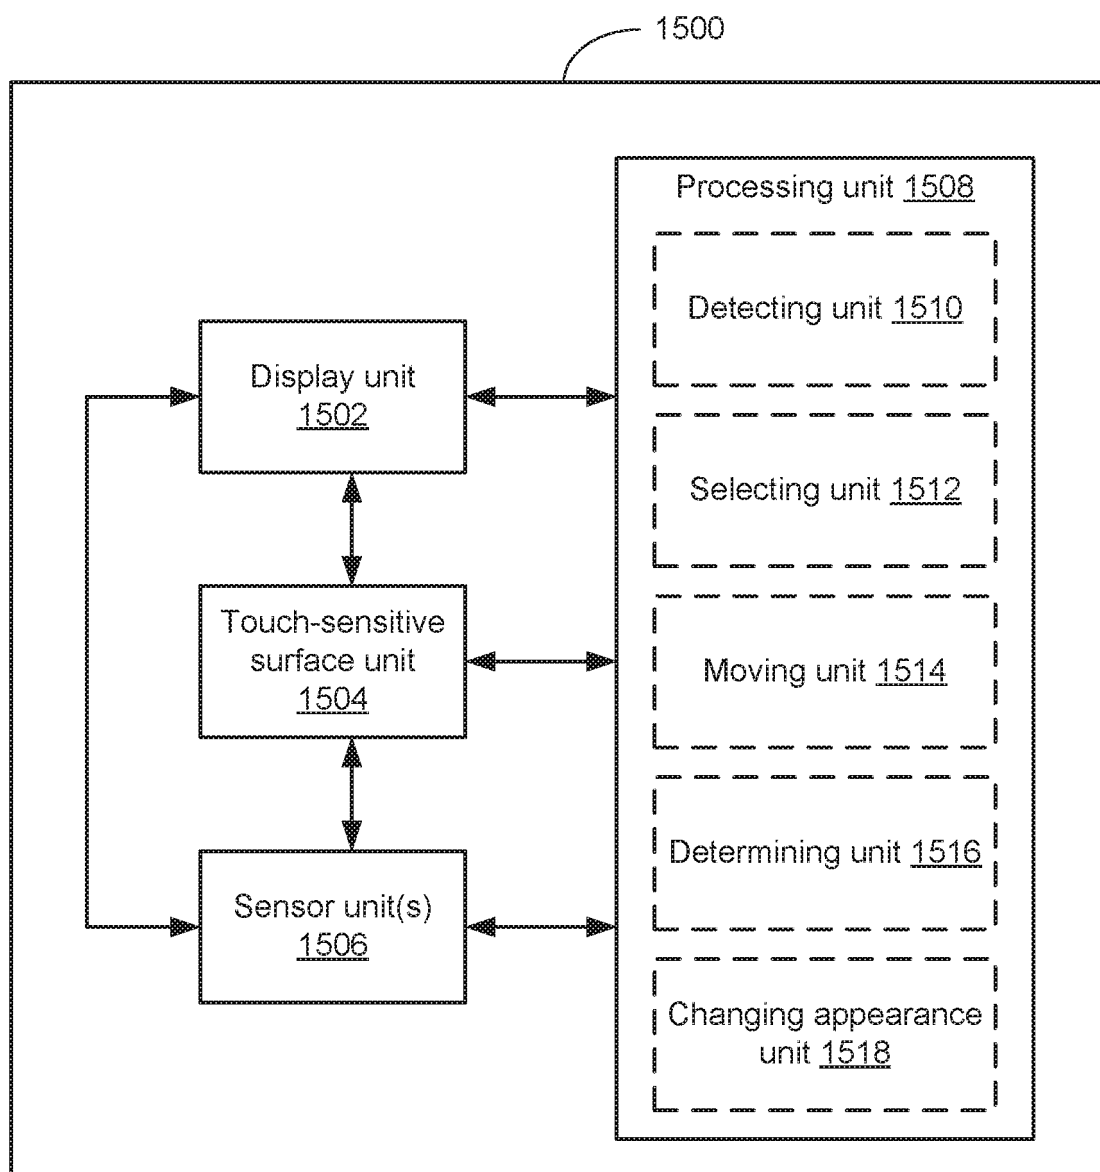 1500
Processing unit 1508
Detecting unit 1510
Display unit
1502
Selecting unit 1512
Touch-sensitive
surface unit
1504
Moving unit 1514
Determining unit 1516
Sensor unit(s)
1506
Changing appearance
unit 1518